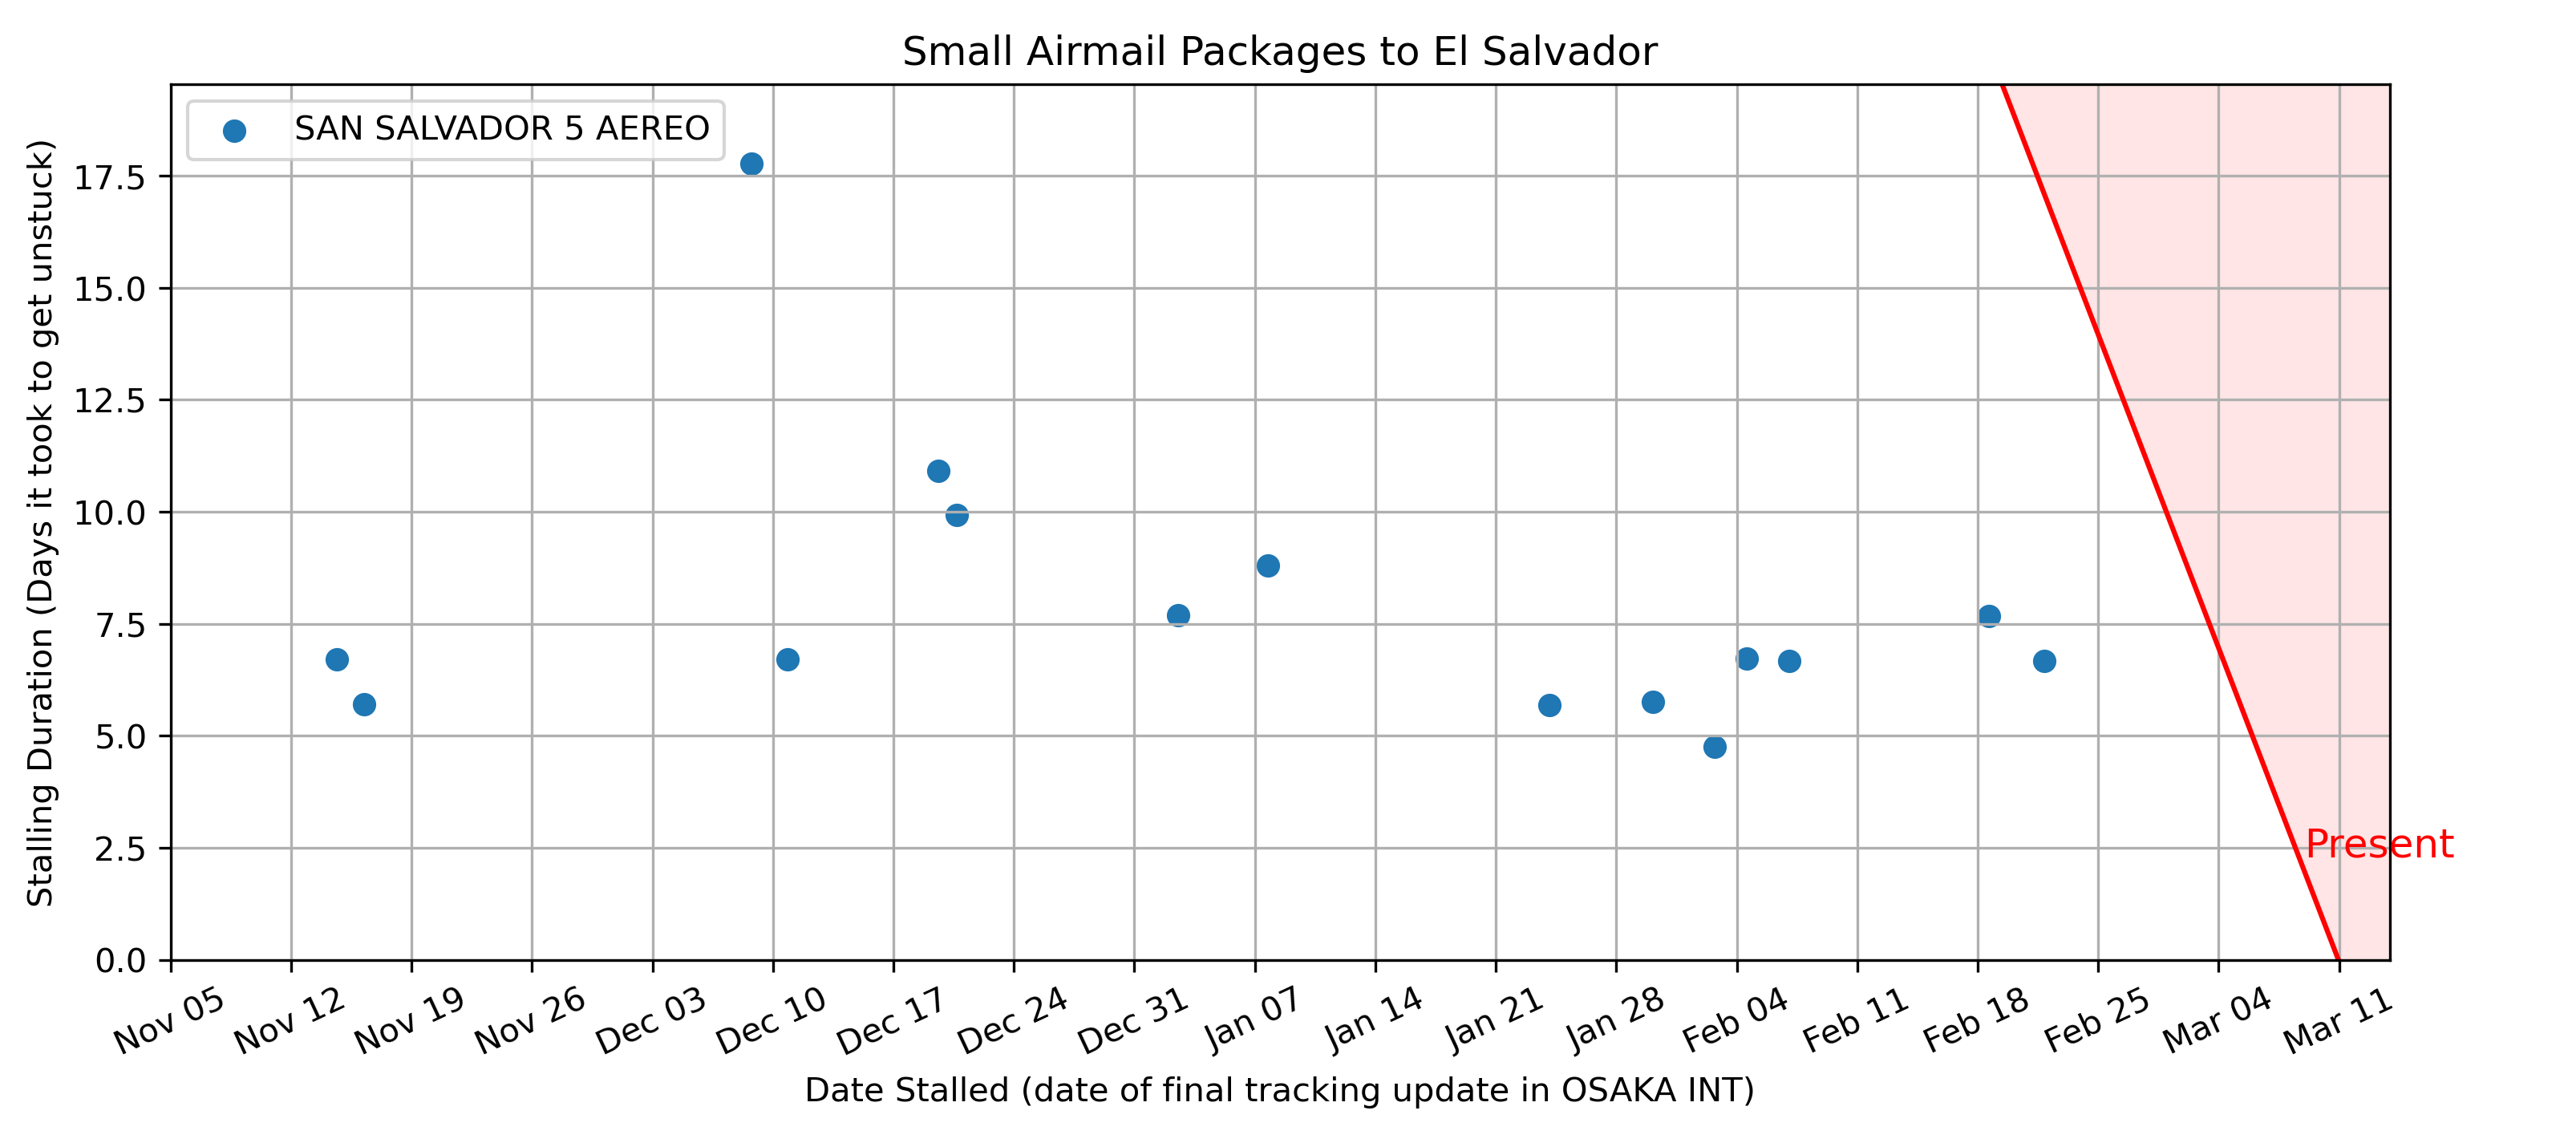 Small Airmail Packages to El Salvador
SAN SALVADOR 5 AEREO
Stalling Duration (Days it took to get unstuck)
17.5
15.0
12.5
10.0
7.5
5.0
2.5
0.0
Present
Nov 05
Nov 12
Nov 19
Nov 26
Dec 03
Dec 10
Dec 17
Dec 24
Dec 31
Jan 07
Jan 14
Jan 21
Jan 28
Feb 04
Feb 11
Feb 18
Feb 25
Mar 04
Mar 11
Date Stalled (date of final tracking update in OSAKA INT)